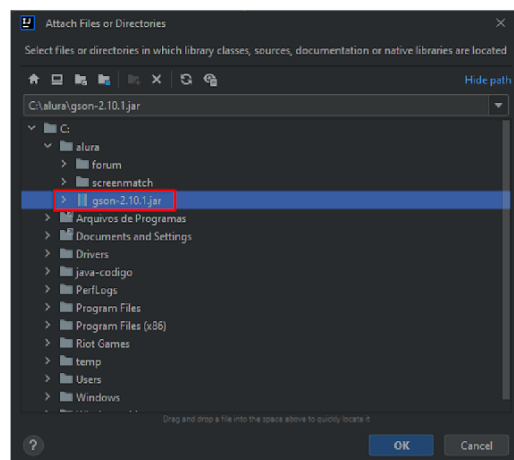 Attach Files or Directories
Select files or directories in which library classes, sources, documentation or native libraries are located
Hide path
C:\alura\gson-2.10.1.jar
C:
alura
forum
screenmatch
gson-2.10.1.jar
Arquivos de Programas
Documents and Settings
Drivers
java-codigo
PerfLogs
Program Files
Program Files (x86)
Riot Games
temp
Users
Windows
Drag and drop a file into the space above to quickly locate it
? OK Cancel